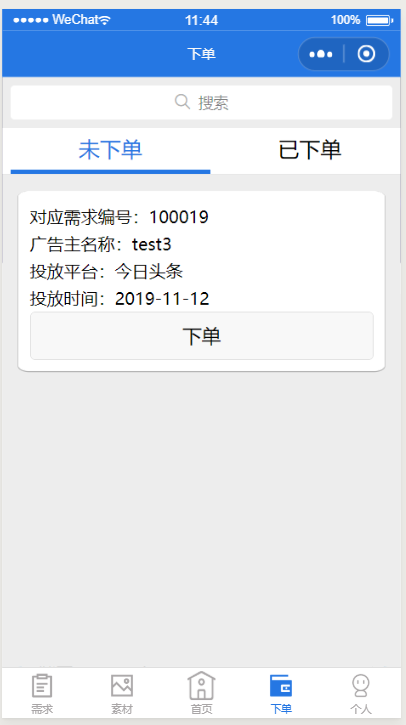 WeChat 11:44 100%
下单
搜索
未下单 已下单
对应需求编号：100019
广告主名称：test3
投放平台：今日头条
投放时间：2019-11-12
下单
需求 素材 首页 下单 个人